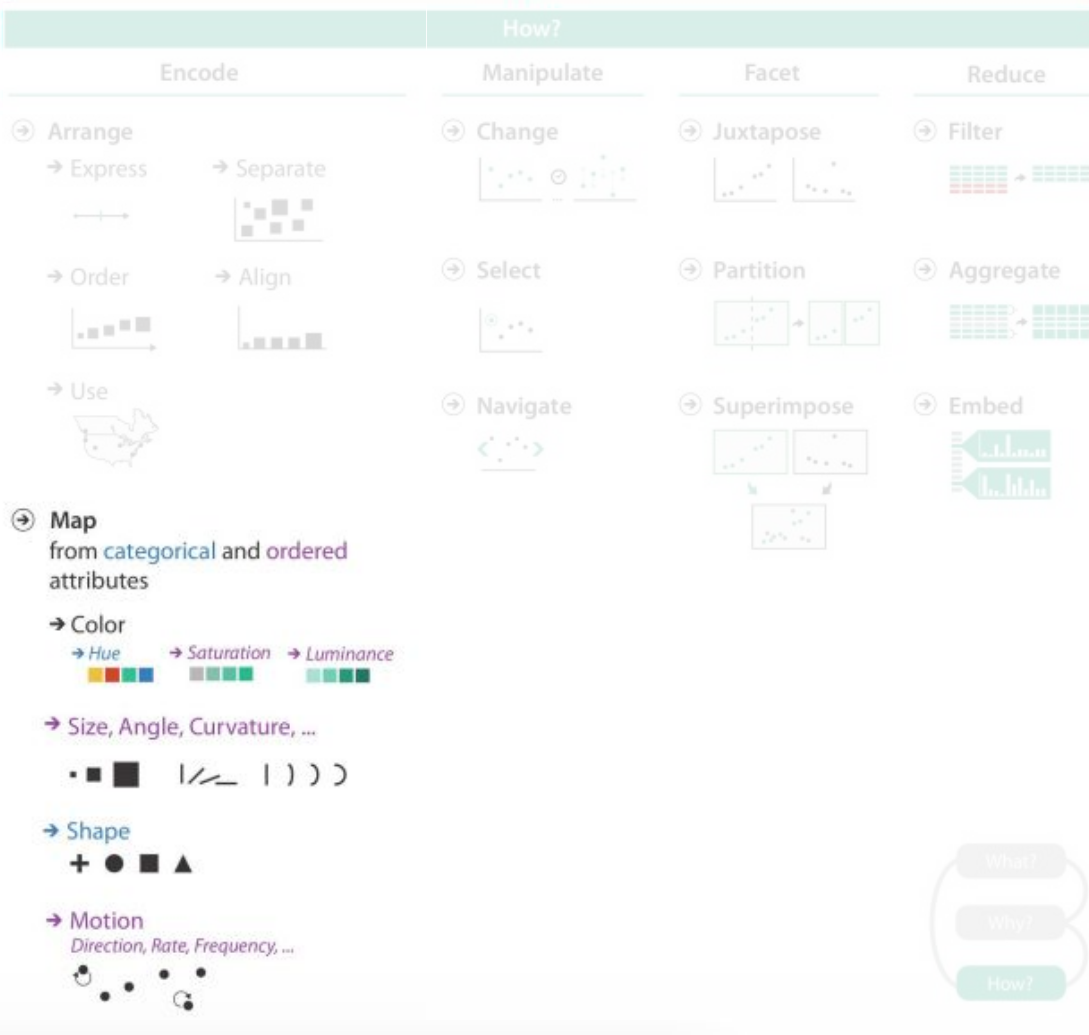 How?
Encode
Manipulate
Facet
Reduce
Arrange
Express
Separate
Order
Align
Use
Change
Select
Navigate
Juxtapose
Partition
Superimpose
Filter
Aggregate
Embed
Map
from categorical and ordered
attributes
Color
Hue
Saturation
Luminance
Size, Angle, Curvature, ...
Shape
Motion
Direction, Rate, Frequency, ...
What?
Why?
How?